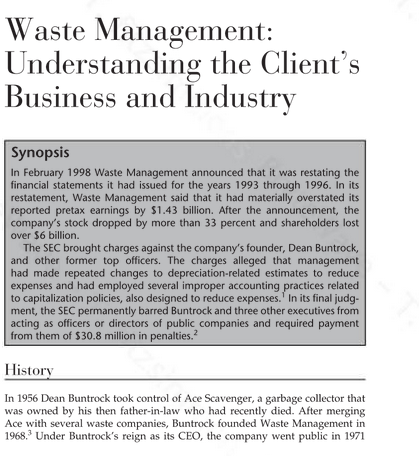 Waste Management:
Understanding the Client's
Business and Industry
Synopsis
In February 1998 Waste Management announced that it was restating the
financial statements it had issued for the years 1993 through 1996. In its
restatement, Waste Management said that it had materially overstated its
reported pretax earnings by $1.43 billion. After the announcement, the
company's stock dropped by more than 33 percent and shareholders lost
over $6 billion.
The SEC brought charges against the company's founder, Dean Buntrock,
and other former top officers. The charges alleged that management
had made repeated changes to depreciation-related estimates to reduce
expenses and had employed several improper accounting practices related
to capitalization policies, also designed to reduce expenses.1 In its final judg-
ment, the SEC permanently barred Buntrock and three other executives from
acting as officers or directors of public companies and required payment
from them of $30.8 million in penalties.2
History
In 1956 Dean Buntrock took control of Ace Scavenger, a garbage collector that
was owned by his then father-in-law who had recently died. After merging
Ace with several waste companies, Buntrock founded Waste Management in
1968.3 Under Buntrock's reign as its CEO, the company went public in 1971